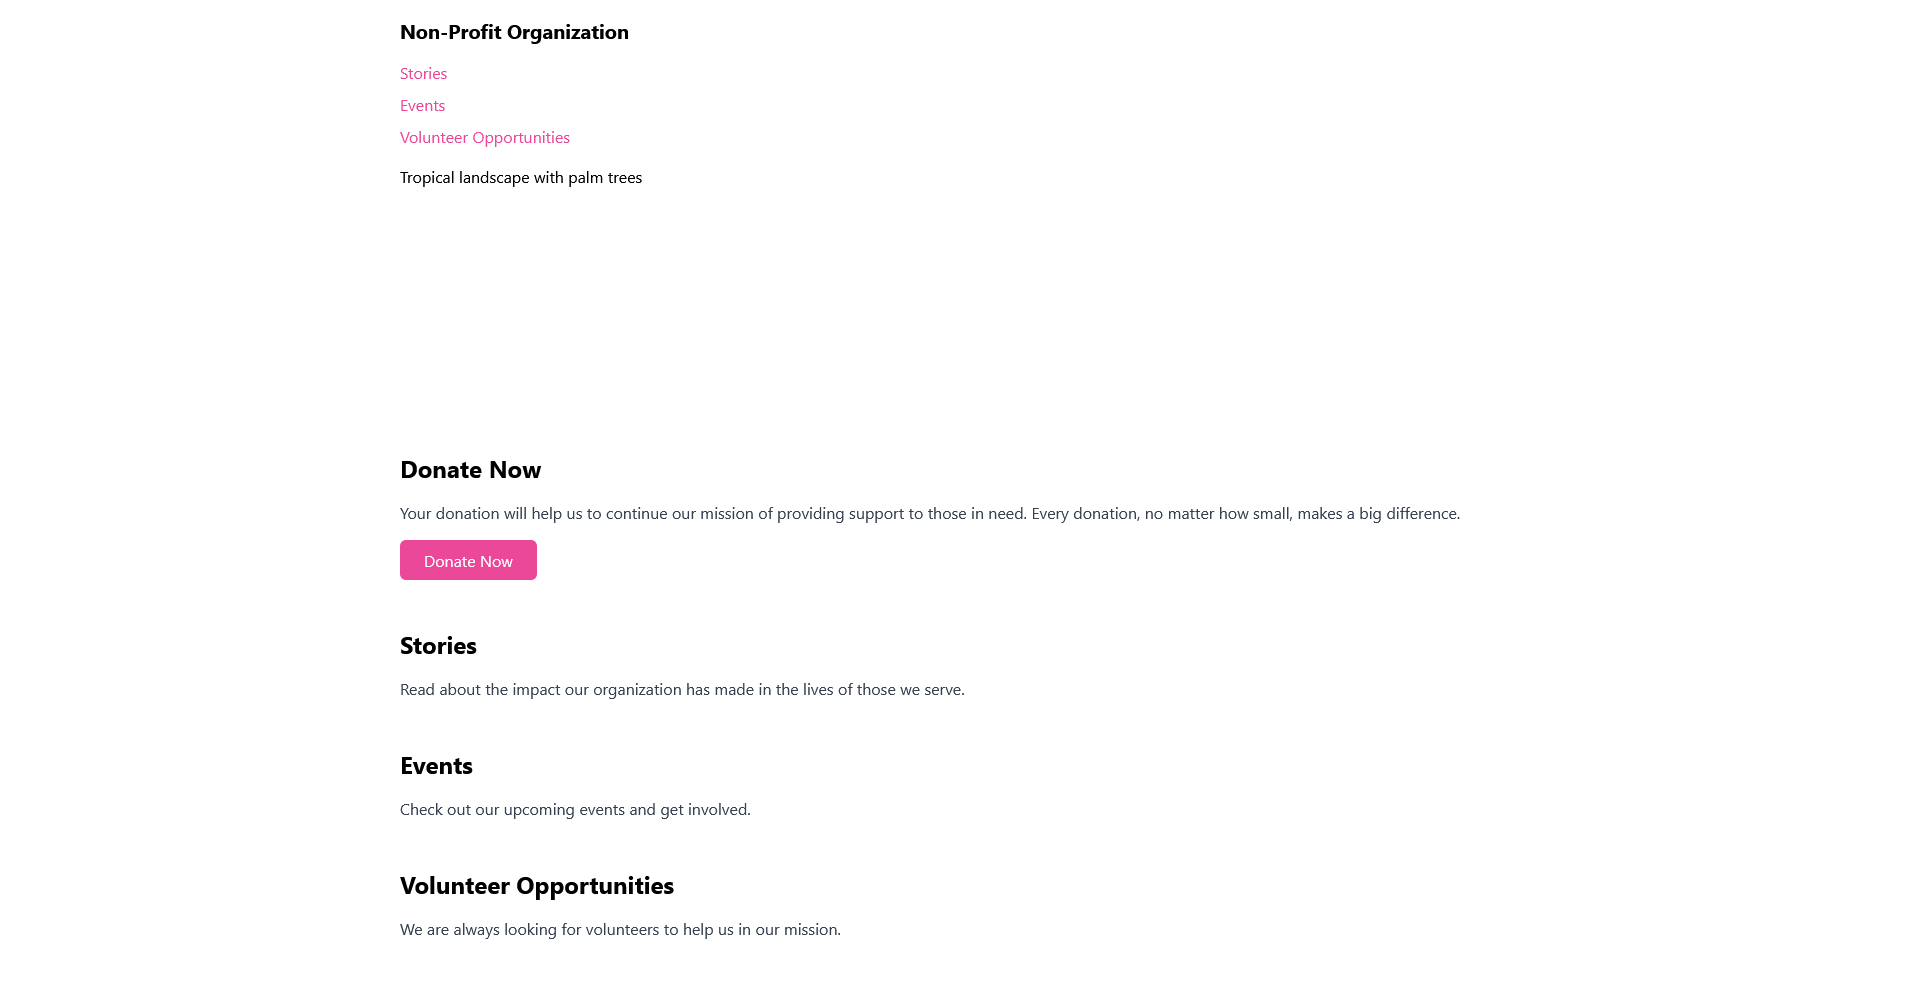 Non-Profit Organization
Stories
Events
Volunteer Opportunities
Tropical landscape with palm trees
Donate Now
Your donation will help us to continue our mission of providing support to those in need. Every donation, no matter how small, makes a big difference.
Donate Now
Stories
Read about the impact our organization has made in the lives of those we serve.
Events
Check out our upcoming events and get involved.
Volunteer Opportunities
We are always looking for volunteers to help us in our mission.